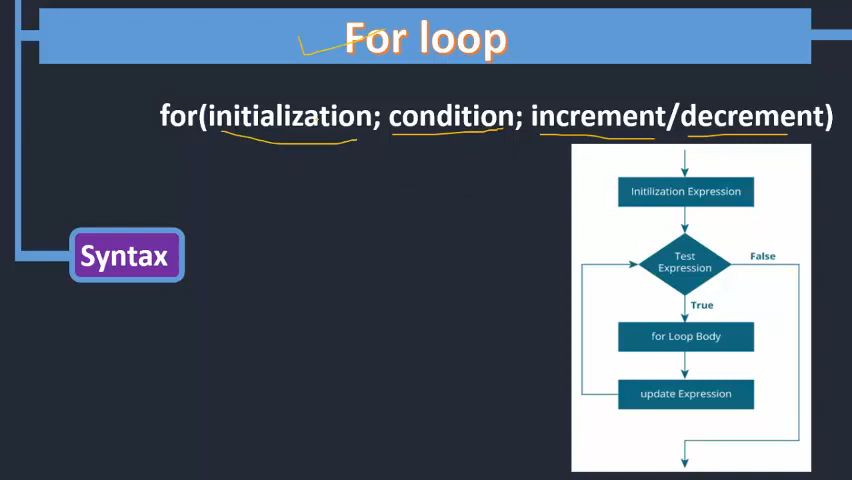 For loop
for(initialization; condition; increment/decrement)
Syntax
Initilization Expression
Test
Expression
False
True
for Loop Body
update Expression